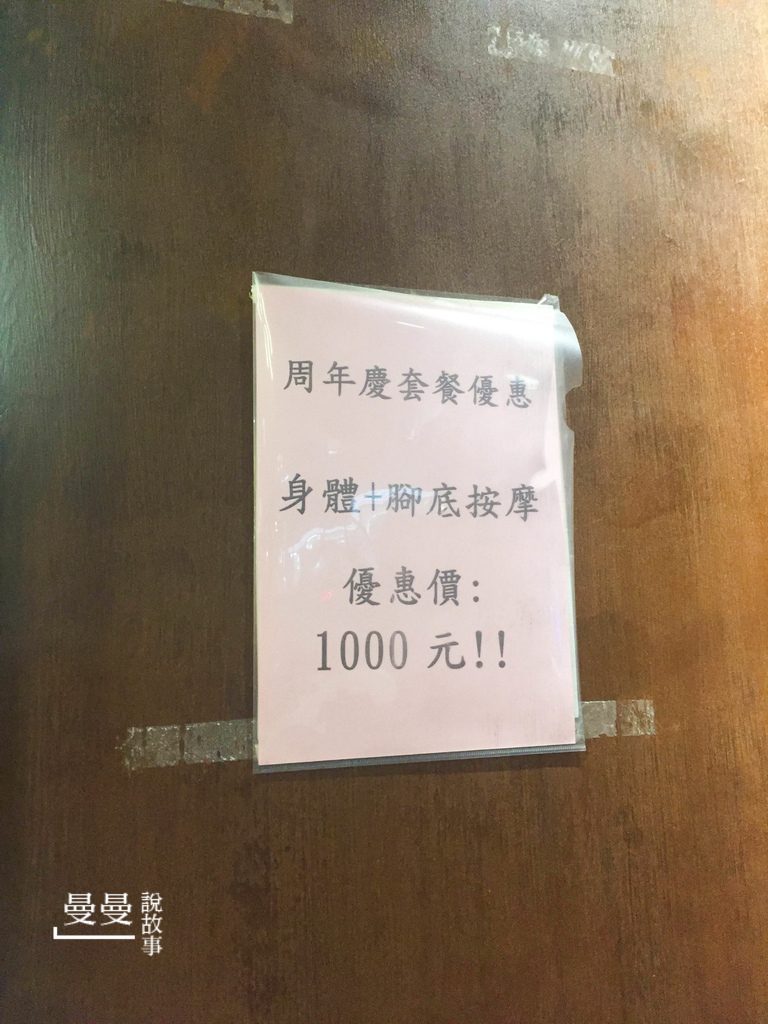 周年慶套餐優惠
身體+腳底按摩
優惠價:
1000 元!!
曼曼
說故事